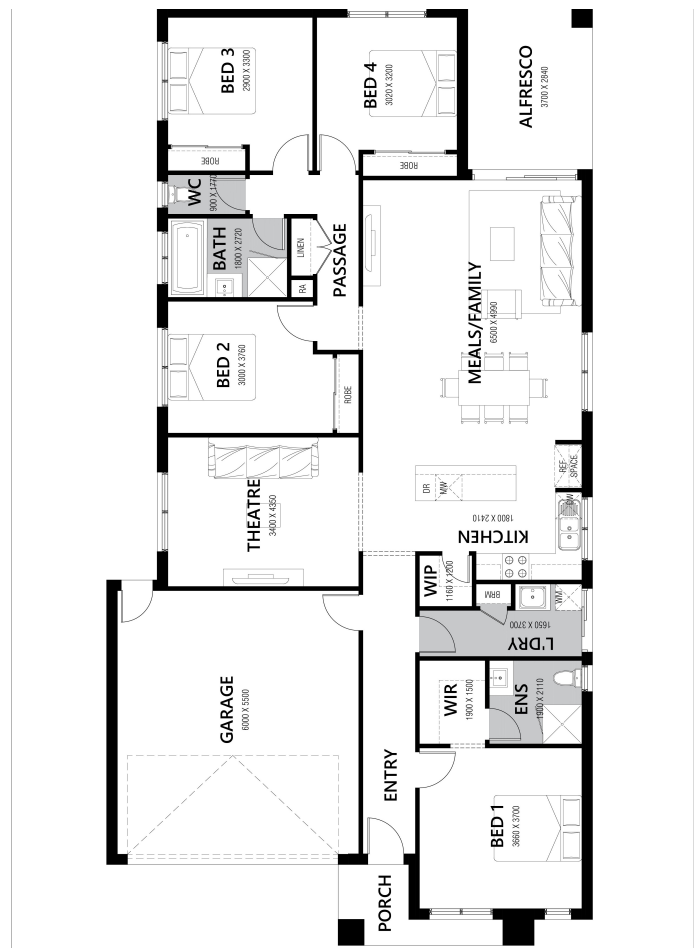 BED 3
2900 X 3300
BED 4
3020 X 3200
ALFRESCO
3700 X 2840
ROBE
ROBE
WC
900 X 1770
BATH
1800 X 2720
LINEN
RA
PASSAGE
MEALS/FAMILY
6500 X 4990
BED 2
3000 X 3760
ROBE
THEATRE
3400 X 4350
DR
M/W
REF
SPACE
DW
KITCHEN
1800 X 2410
WIP
1160 X 1200
BRM
WM
L'DRY
1650 X 3700
GARAGE
6000 X 5500
WIR
1900 X 1500
ENS
1900 X 2110
ENTRY
BED 1
3660 X 3700
PORCH